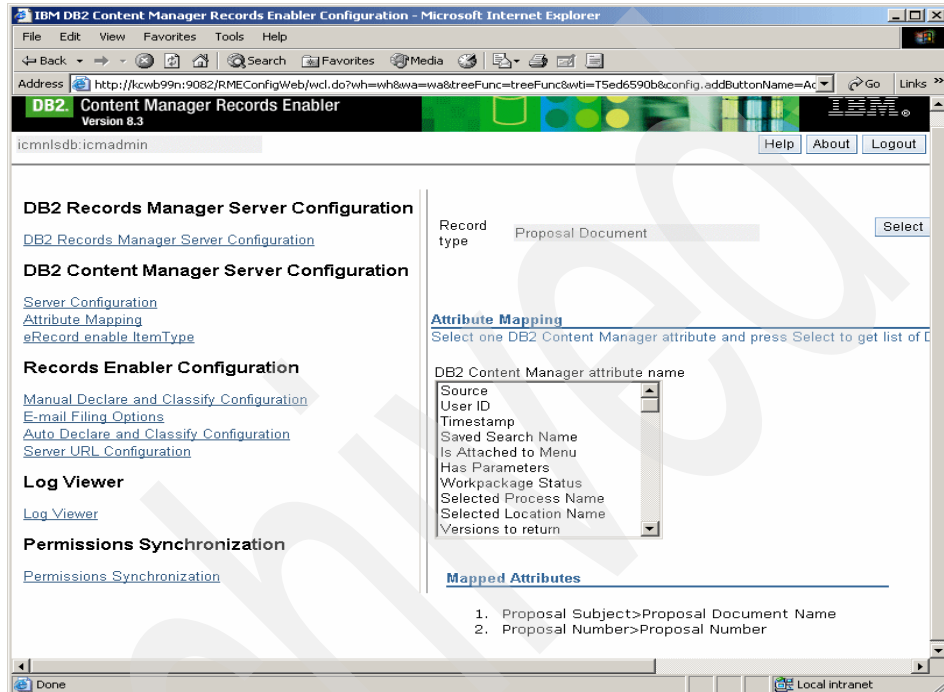 IBM DB2 Content Manager Records Enabler Configuration - Microsoft Internet Explorer
File Edit View Favorites Tools Help
Back Search Favorites Media
Address http://kcwb99n:9082/RMEConfigWeb/wcl.do?wh=wh&wa=wa&treeFunc=treeFunc&wti=T5ed6590b&config.addButtonName=Ac Go Links »
DB2. Content Manager Records Enabler
Version 8.3
IBM
icmnlsdb:icmadmin
Help About Logout
DB2 Records Manager Server Configuration
DB2 Records Manager Server Configuration
DB2 Content Manager Server Configuration
Server Configuration
Attribute Mapping
eRecord enable ItemType
Records Enabler Configuration
Manual Declare and Classify Configuration
E-mail Filing Options
Auto Declare and Classify Configuration
Server URL Configuration
Log Viewer
Log Viewer
Permissions Synchronization
Permissions Synchronization
Record type Proposal Document Select
Attribute Mapping
Select one DB2 Content Manager attribute and press Select to get list of D
DB2 Content Manager attribute name
Source
User ID
Timestamp
Saved Search Name
Is Attached to Menu
Has Parameters
Workpackage Status
Selected Process Name
Selected Location Name
Versions to return
Mapped Attributes
1. Proposal Subject>Proposal Document Name
2. Proposal Number>Proposal Number
Done Local intranet